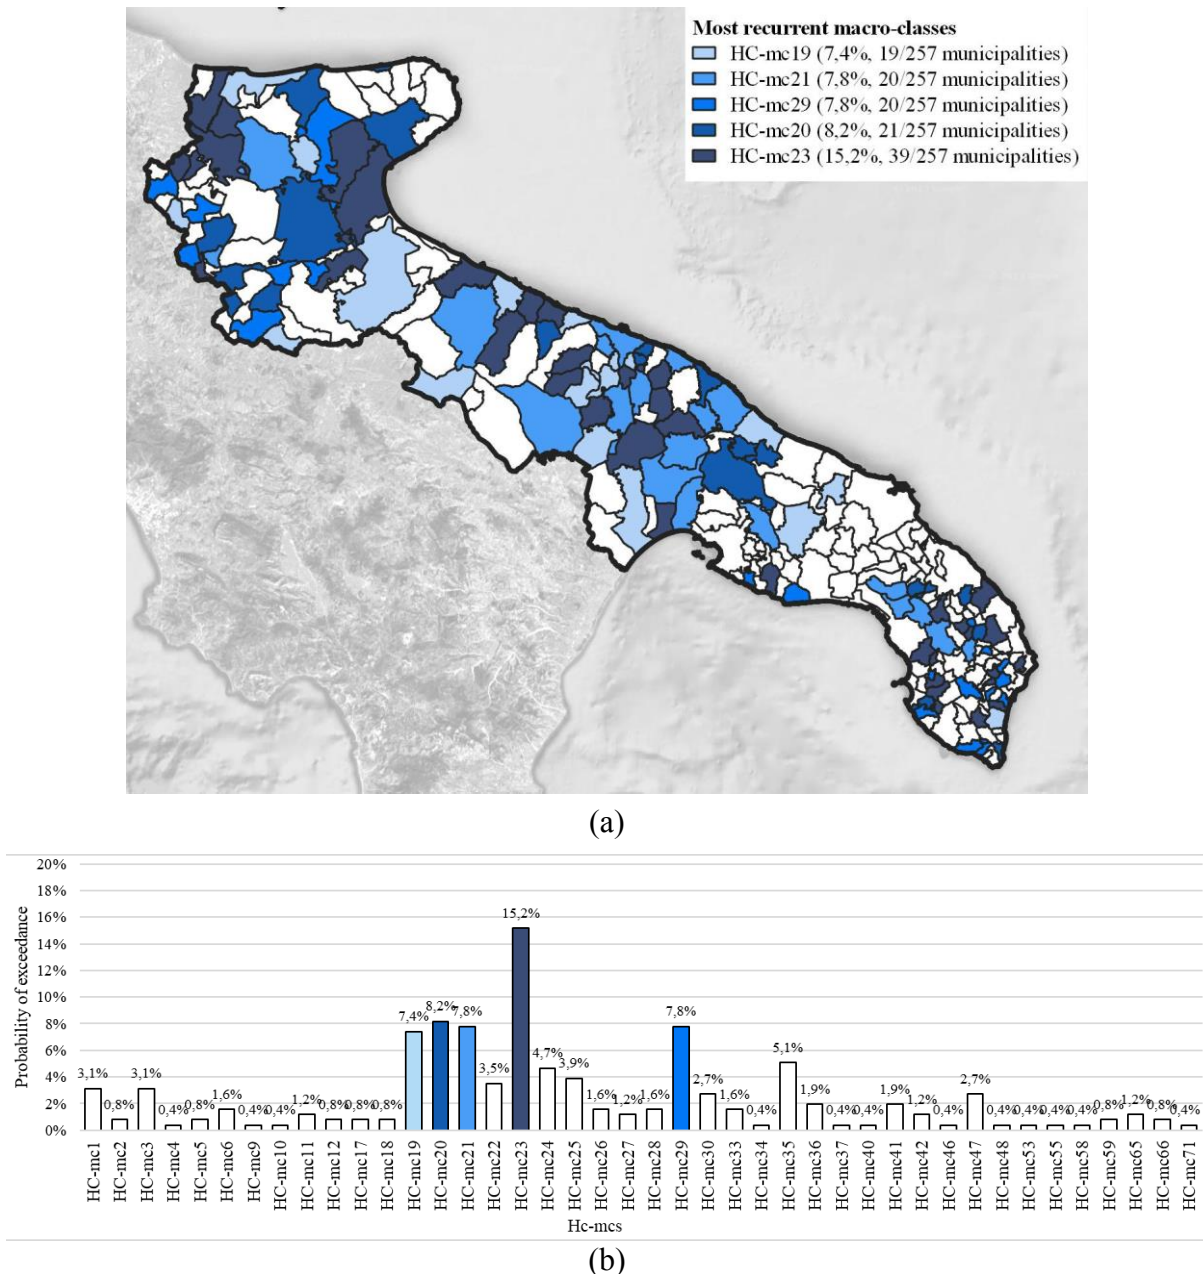 Most recurrent macro-classes
HC-mc19 (7,4%, 19/257 municipalities)
HC-mc21 (7,8%, 20/257 municipalities)
HC-mc29 (7,8%, 20/257 municipalities)
HC-mc20 (8,2%, 21/257 municipalities)
HC-mc23 (15,2%, 39/257 municipalities)
(a)
Probability of exceedance
20%
18%
16%
14%
12%
10%
8%
6%
4%
2%
0%
3,1%
0,8%
3,1%
0,4%
0,8%
1,6%
0,4%
0,4%
1,2%
0,8%
0,8%
0,8%
7,4%
8,2%
7,8%
3,5%
15,2%
4,7%
3,9%
1,6%
1,2%
1,6%
7,8%
2,7%
1,6%
0,4%
5,1%
1,9%
0,4%
0,4%
1,9%
1,2%
0,4%
2,7%
0,4%
0,4%
0,4%
0,4%
0,8%
1,2%
0,8%
0,4%
HC-mc1
HC-mc2
HC-mc3
HC-mc4
HC-mc5
HC-mc6
HC-mc9
HC-mc10
HC-mc11
HC-mc12
HC-mc17
HC-mc18
HC-mc19
HC-mc20
HC-mc21
HC-mc22
HC-mc23
HC-mc24
HC-mc25
HC-mc26
HC-mc27
HC-mc28
HC-mc29
HC-mc30
HC-mc33
HC-mc34
HC-mc35
HC-mc36
HC-mc37
HC-mc40
HC-mc41
HC-mc42
HC-mc46
HC-mc47
HC-mc48
HC-mc53
HC-mc55
HC-mc58
HC-mc59
HC-mc65
HC-mc66
HC-mc71
Hc-mcs
(b)